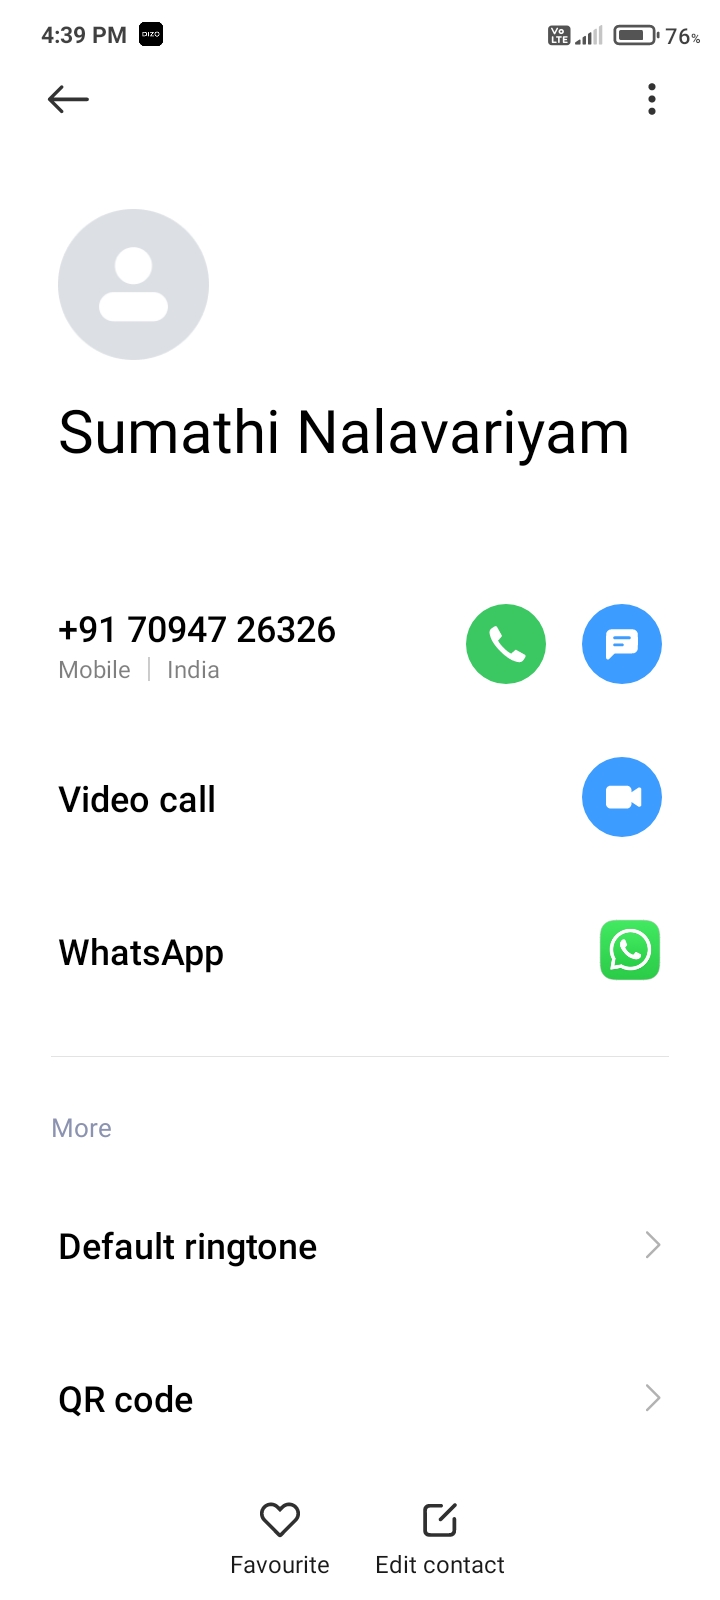 4:39 PM DIZO Vo LTE 76%
Sumathi Nalavariyam
+91 70947 26326
Mobile | India
Video call
WhatsApp
More
Default ringtone
QR code
Favourite Edit contact